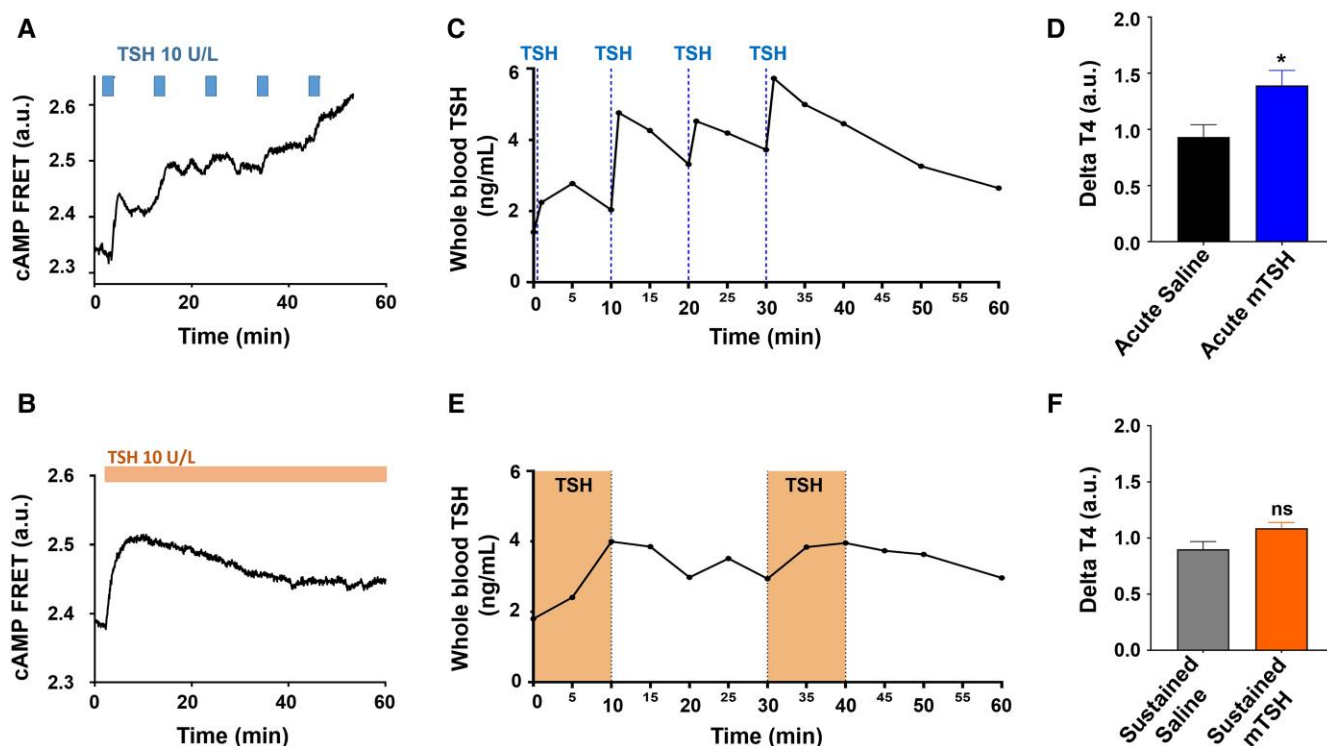 A
TSH 10 U/L
cAMP FRET (a.u.)
2.6
2.5
2.4
2.3
0 20 40 60
Time (min)
C
TSH TSH TSH TSH
Whole blood TSH
(ng/mL)
6
4
2
0
0 5 10 15 20 25 30 35 40 45 50 55 60
Time (min)
D
Delta T4 (a.u.)
2.0
1.5
1.0
0.5
0.0
*
Acute Saline
Acute mTSH
B
TSH 10 U/L
cAMP FRET (a.u.)
2.6
2.5
2.4
2.3
0 20 40 60
Time (min)
E
TSH TSH
Whole blood TSH
(ng/mL)
6
4
2
0
0 5 10 15 20 25 30 35 40 45 50 55 60
Time (min)
F
Delta T4 (a.u.)
2.0
1.5
1.0
0.5
0.0
ns
Sustained
Saline
Sustained
mTSH